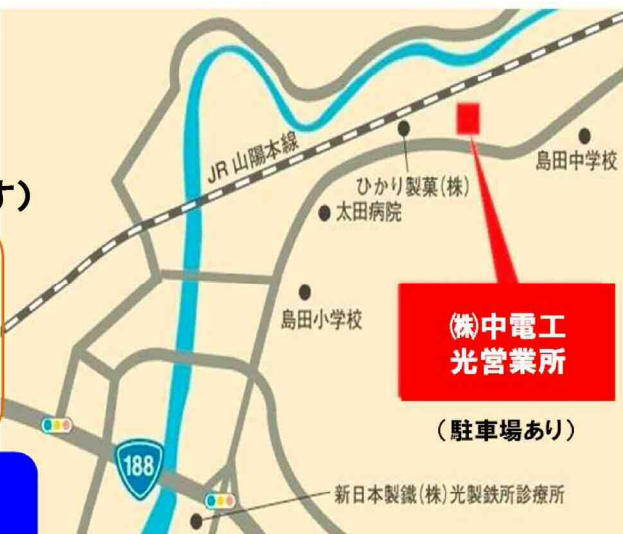 す)
JR 山陽本線
ひかり製菓(株)
島田中学校
太田病院
島田小学校
㈱中電工
光営業所
(駐車場あり)
188
新日本製鐵(株)光製鉄所診療所